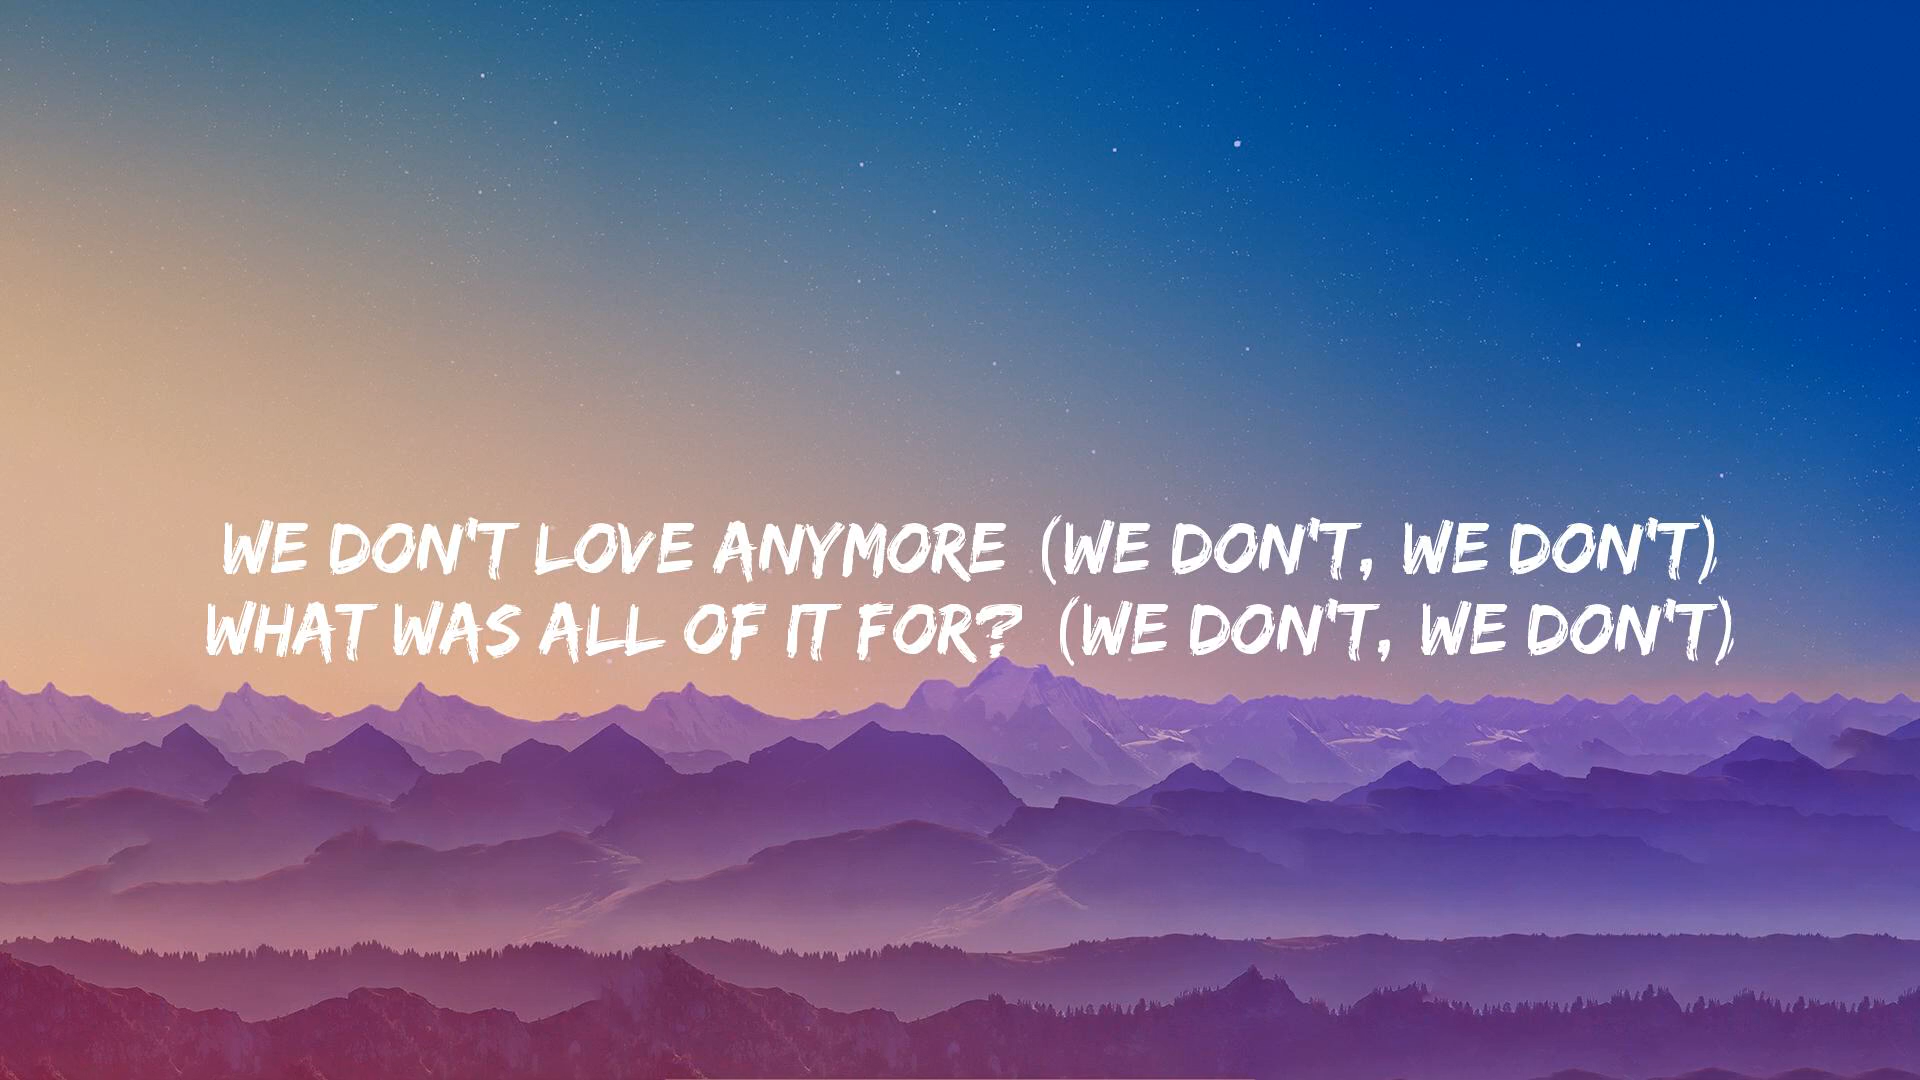 WE DON'T LOVE ANYMORE (WE DON'T, WE DON'T)
WHAT WAS ALL OF IT FOR? (WE DON'T, WE DON'T)